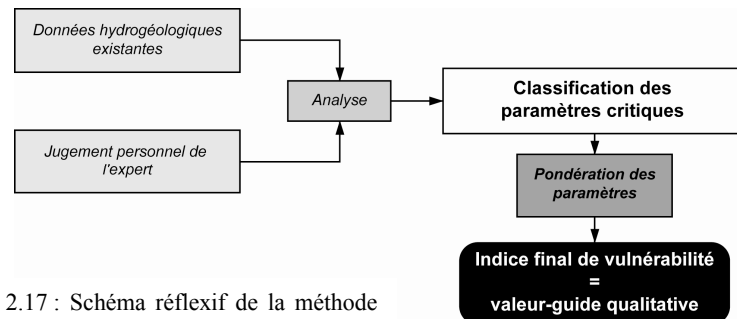 Données hydrogéologiques
existantes
Analyse
Jugement personnel de
l'expert
Classification des
paramètres critiques
Pondération des
paramètres
Indice final de vulnérabilité
=
valeur-guide qualitative
2.17 : Schéma réflexif de la méthode